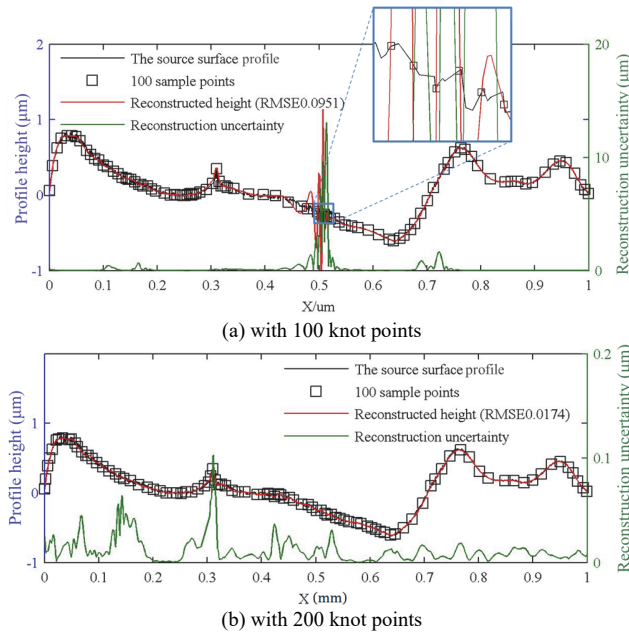 2
20
The source surface profile
100 sample points
Reconstructed height (RMSE0.0951)
Reconstruction uncertainty
Profile height (μm)
Reconstruction uncertainty (μm)
1
10
0
-1
0
0 0.1 0.2 0.3 0.4 0.5 0.6 0.7 0.8 0.9 1
X/um
(a) with 100 knot points
0.2
The source surface profile
100 sample points
Reconstructed height (RMSE0.0174)
Reconstruction uncertainty
Profile height (μm)
Reconstruction uncertainty (μm)
1
0.1
0
-1
0
0 0.1 0.2 0.3 0.4 0.5 0.6 0.7 0.8 0.9 1
X (mm)
(b) with 200 knot points